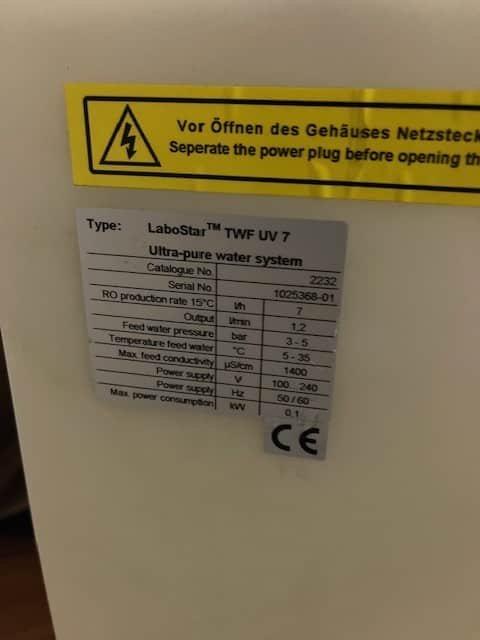 Vor Öffnen des Gehäuses Netzsteck
Seperate the power plug before opening th
Type: LaboStar™ TWF UV 7
Ultra-pure water system
Catalogue No. 2232
Serial No. 1025368-01
RO production rate 15°C l/h 7
Output l/min 1,2
Feed water pressure bar 3 - 5
Temperature feed water °C 5 - 35
Max. feed conductivity µS/cm 1400
Power supply V 100...240
Power supply Hz 50 / 60
Max. power consumption kW 0,1
CE